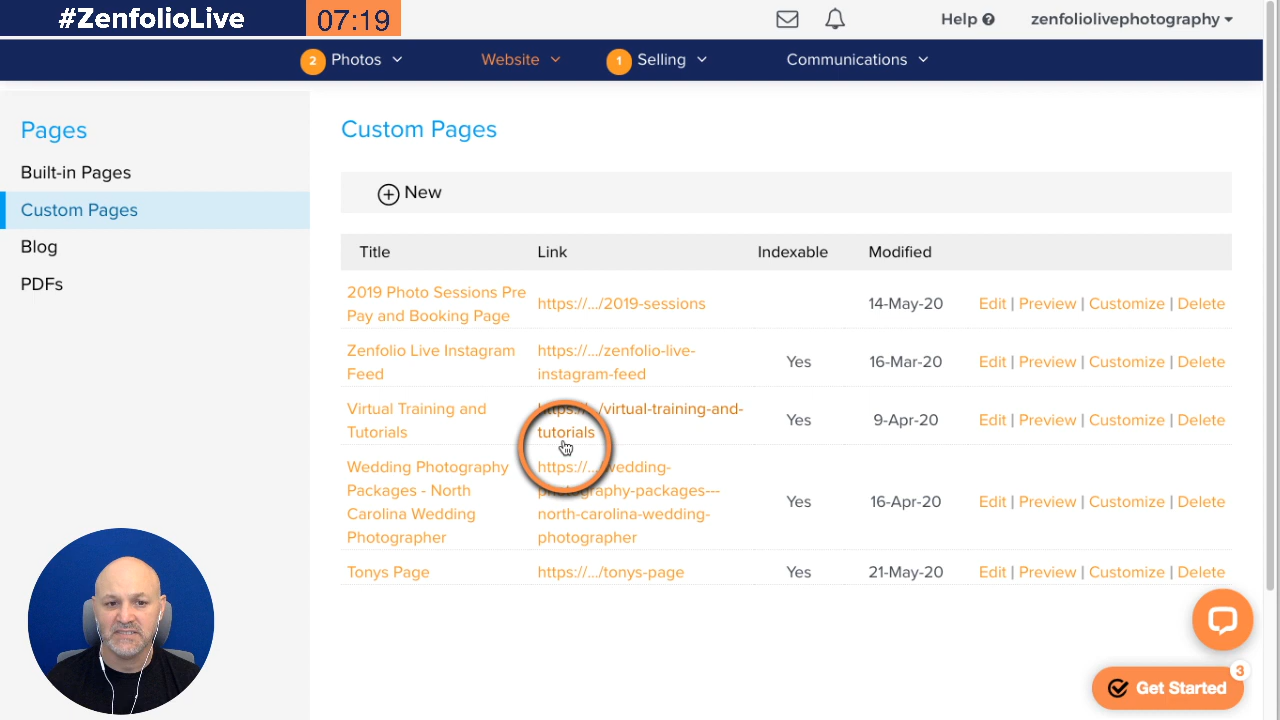 #ZenfolioLive
07:19
Help
zenfoliolivephotography
2 Photos
Website
1 Selling
Communications
Pages
Built-in Pages
Custom Pages
Blog
PDFs
Custom Pages
New
Title Link Indexable Modified
2019 Photo Sessions Pre
Pay and Booking Page
https://.../2019-sessions
14-May-20
Edit | Preview | Customize | Delete
Zenfolio Live Instagram
Feed
https://.../zenfolio-live-
instagram-feed
Yes
16-Mar-20
Edit | Preview | Customize | Delete
Virtual Training and
Tutorials
https://.../virtual-training-and-
tutorials
Yes
9-Apr-20
Edit | Preview | Customize | Delete
Wedding Photography
Packages - North
Carolina Wedding
Photographer
https://.../wedding-
photography-packages---
north-carolina-wedding-
photographer
Yes
16-Apr-20
Edit | Preview | Customize | Delete
Tonys Page
https://.../tonys-page
Yes
21-May-20
Edit | Preview | Customize | Delete
3
Get Started